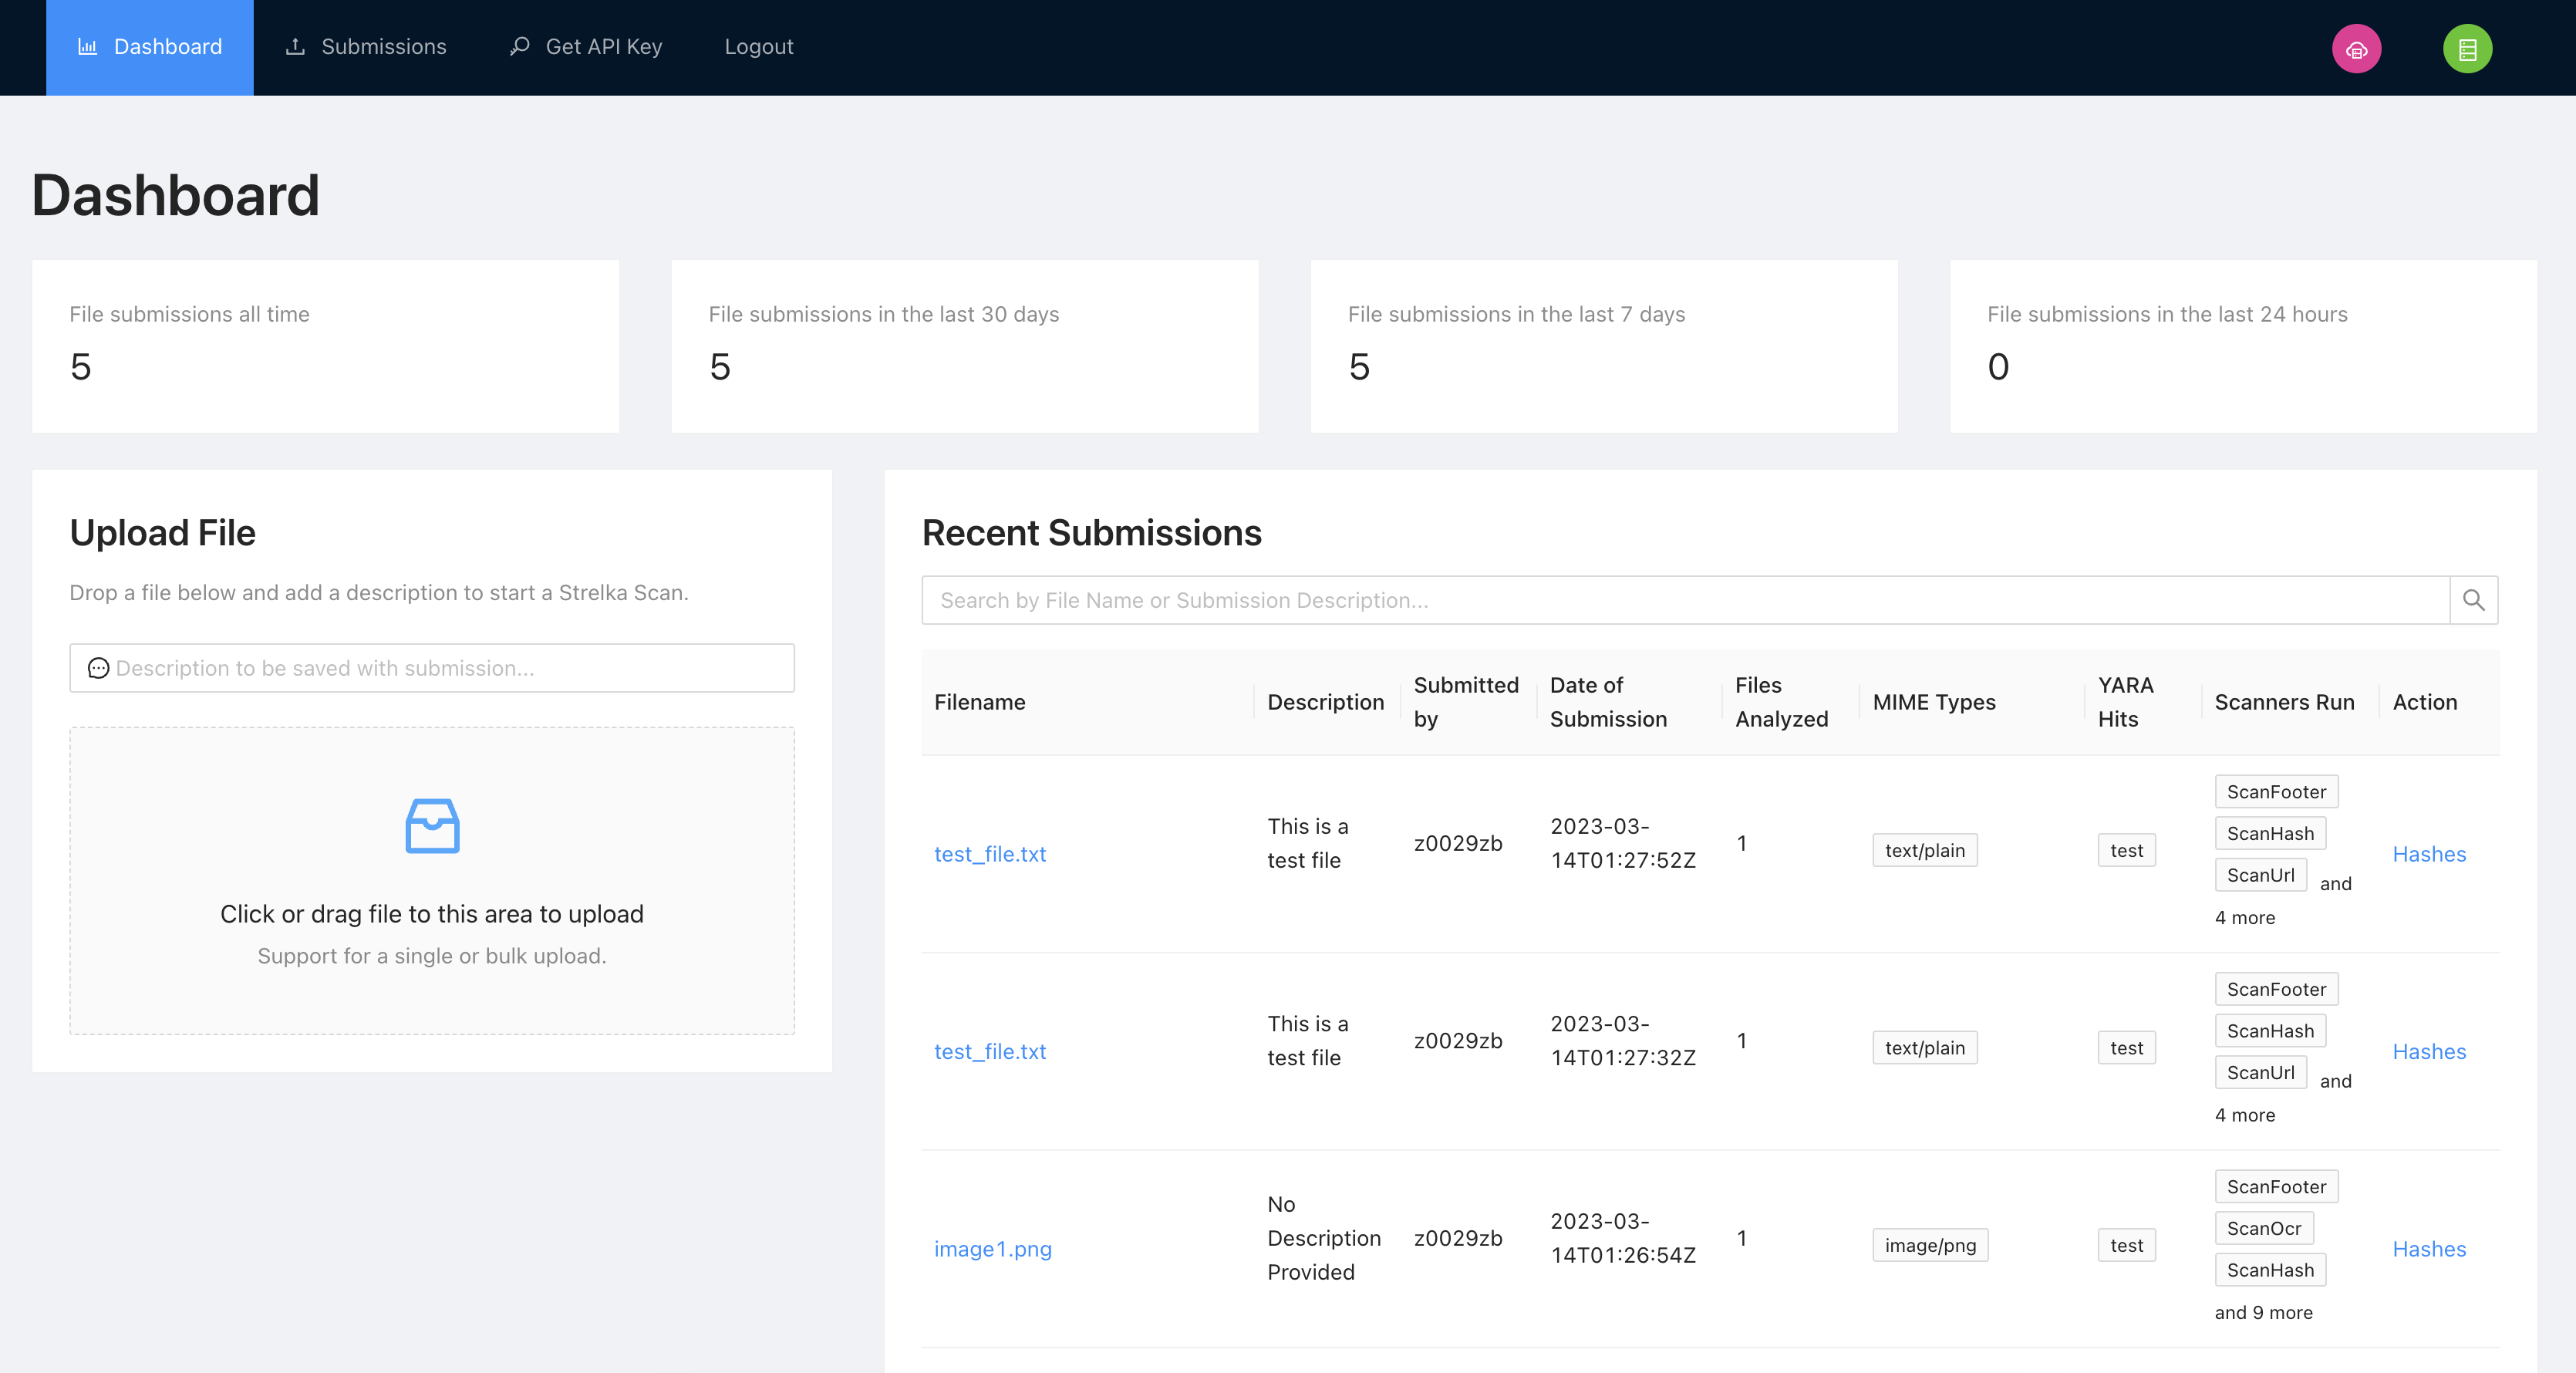 Dashboard
Submissions
Get API Key
Logout
Dashboard
File submissions all time
5
File submissions in the last 30 days
5
File submissions in the last 7 days
5
File submissions in the last 24 hours
0
Upload File
Drop a file below and add a description to start a Strelka Scan.
Description to be saved with submission...
Click or drag file to this area to upload
Support for a single or bulk upload.
Recent Submissions
Search by File Name or Submission Description...
Filename
Description
Submitted
by
Date of
Submission
Files
Analyzed
MIME Types
YARA
Hits
Scanners Run
Action
test_file.txt
This is a
test file
z0029zb
2023-03-
14T01:27:52Z
1
text/plain
test
ScanFooter
ScanHash
ScanUrl and
4 more
Hashes
test_file.txt
This is a
test file
z0029zb
2023-03-
14T01:27:32Z
1
text/plain
test
ScanFooter
ScanHash
ScanUrl and
4 more
Hashes
image1.png
No
Description
Provided
z0029zb
2023-03-
14T01:26:54Z
1
image/png
test
ScanFooter
ScanOcr
ScanHash
and 9 more
Hashes